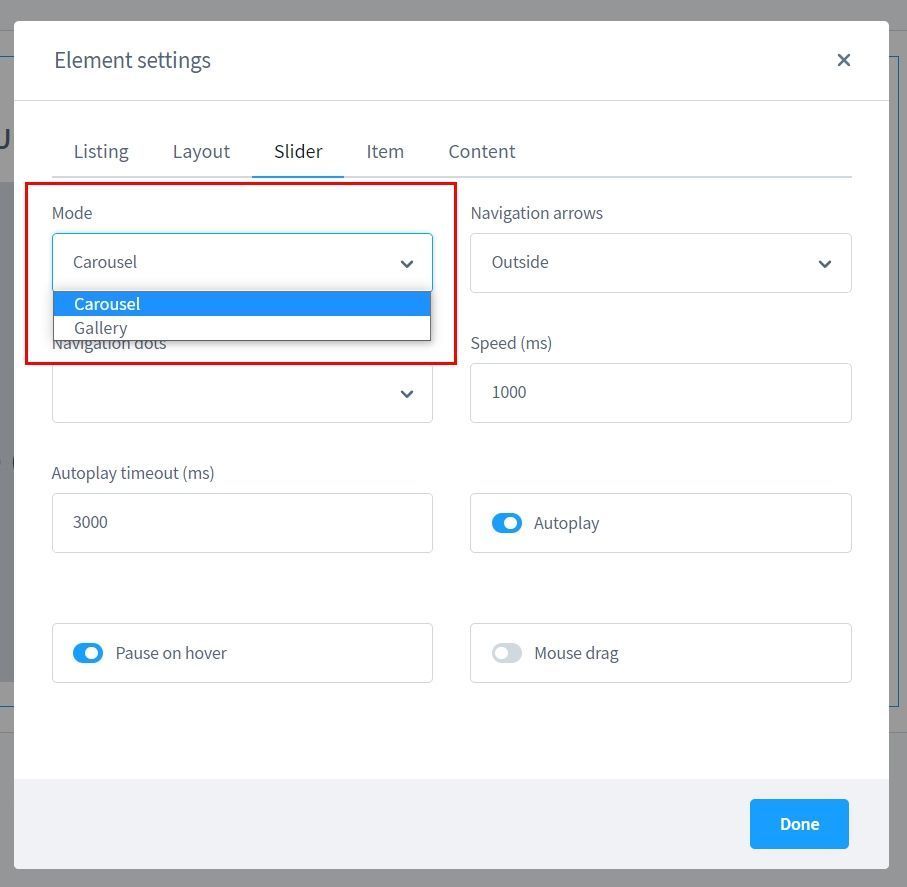 Element settings
Listing Layout Slider Item Content
Mode
Carousel
Carousel
Gallery
Navigation arrows
Outside
Navigation dots
Speed (ms)
1000
Autoplay timeout (ms)
3000
Autoplay
Pause on hover
Mouse drag
Done